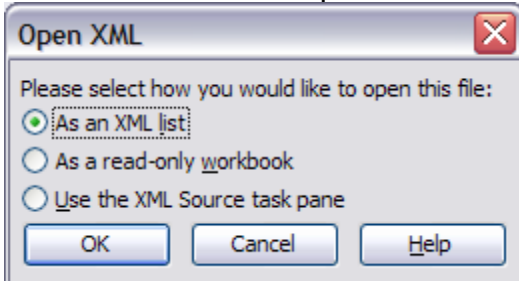 Open XML
Please select how you would like to open this file:
As an XML list
As a read-only workbook
Use the XML Source task pane
OK Cancel Help